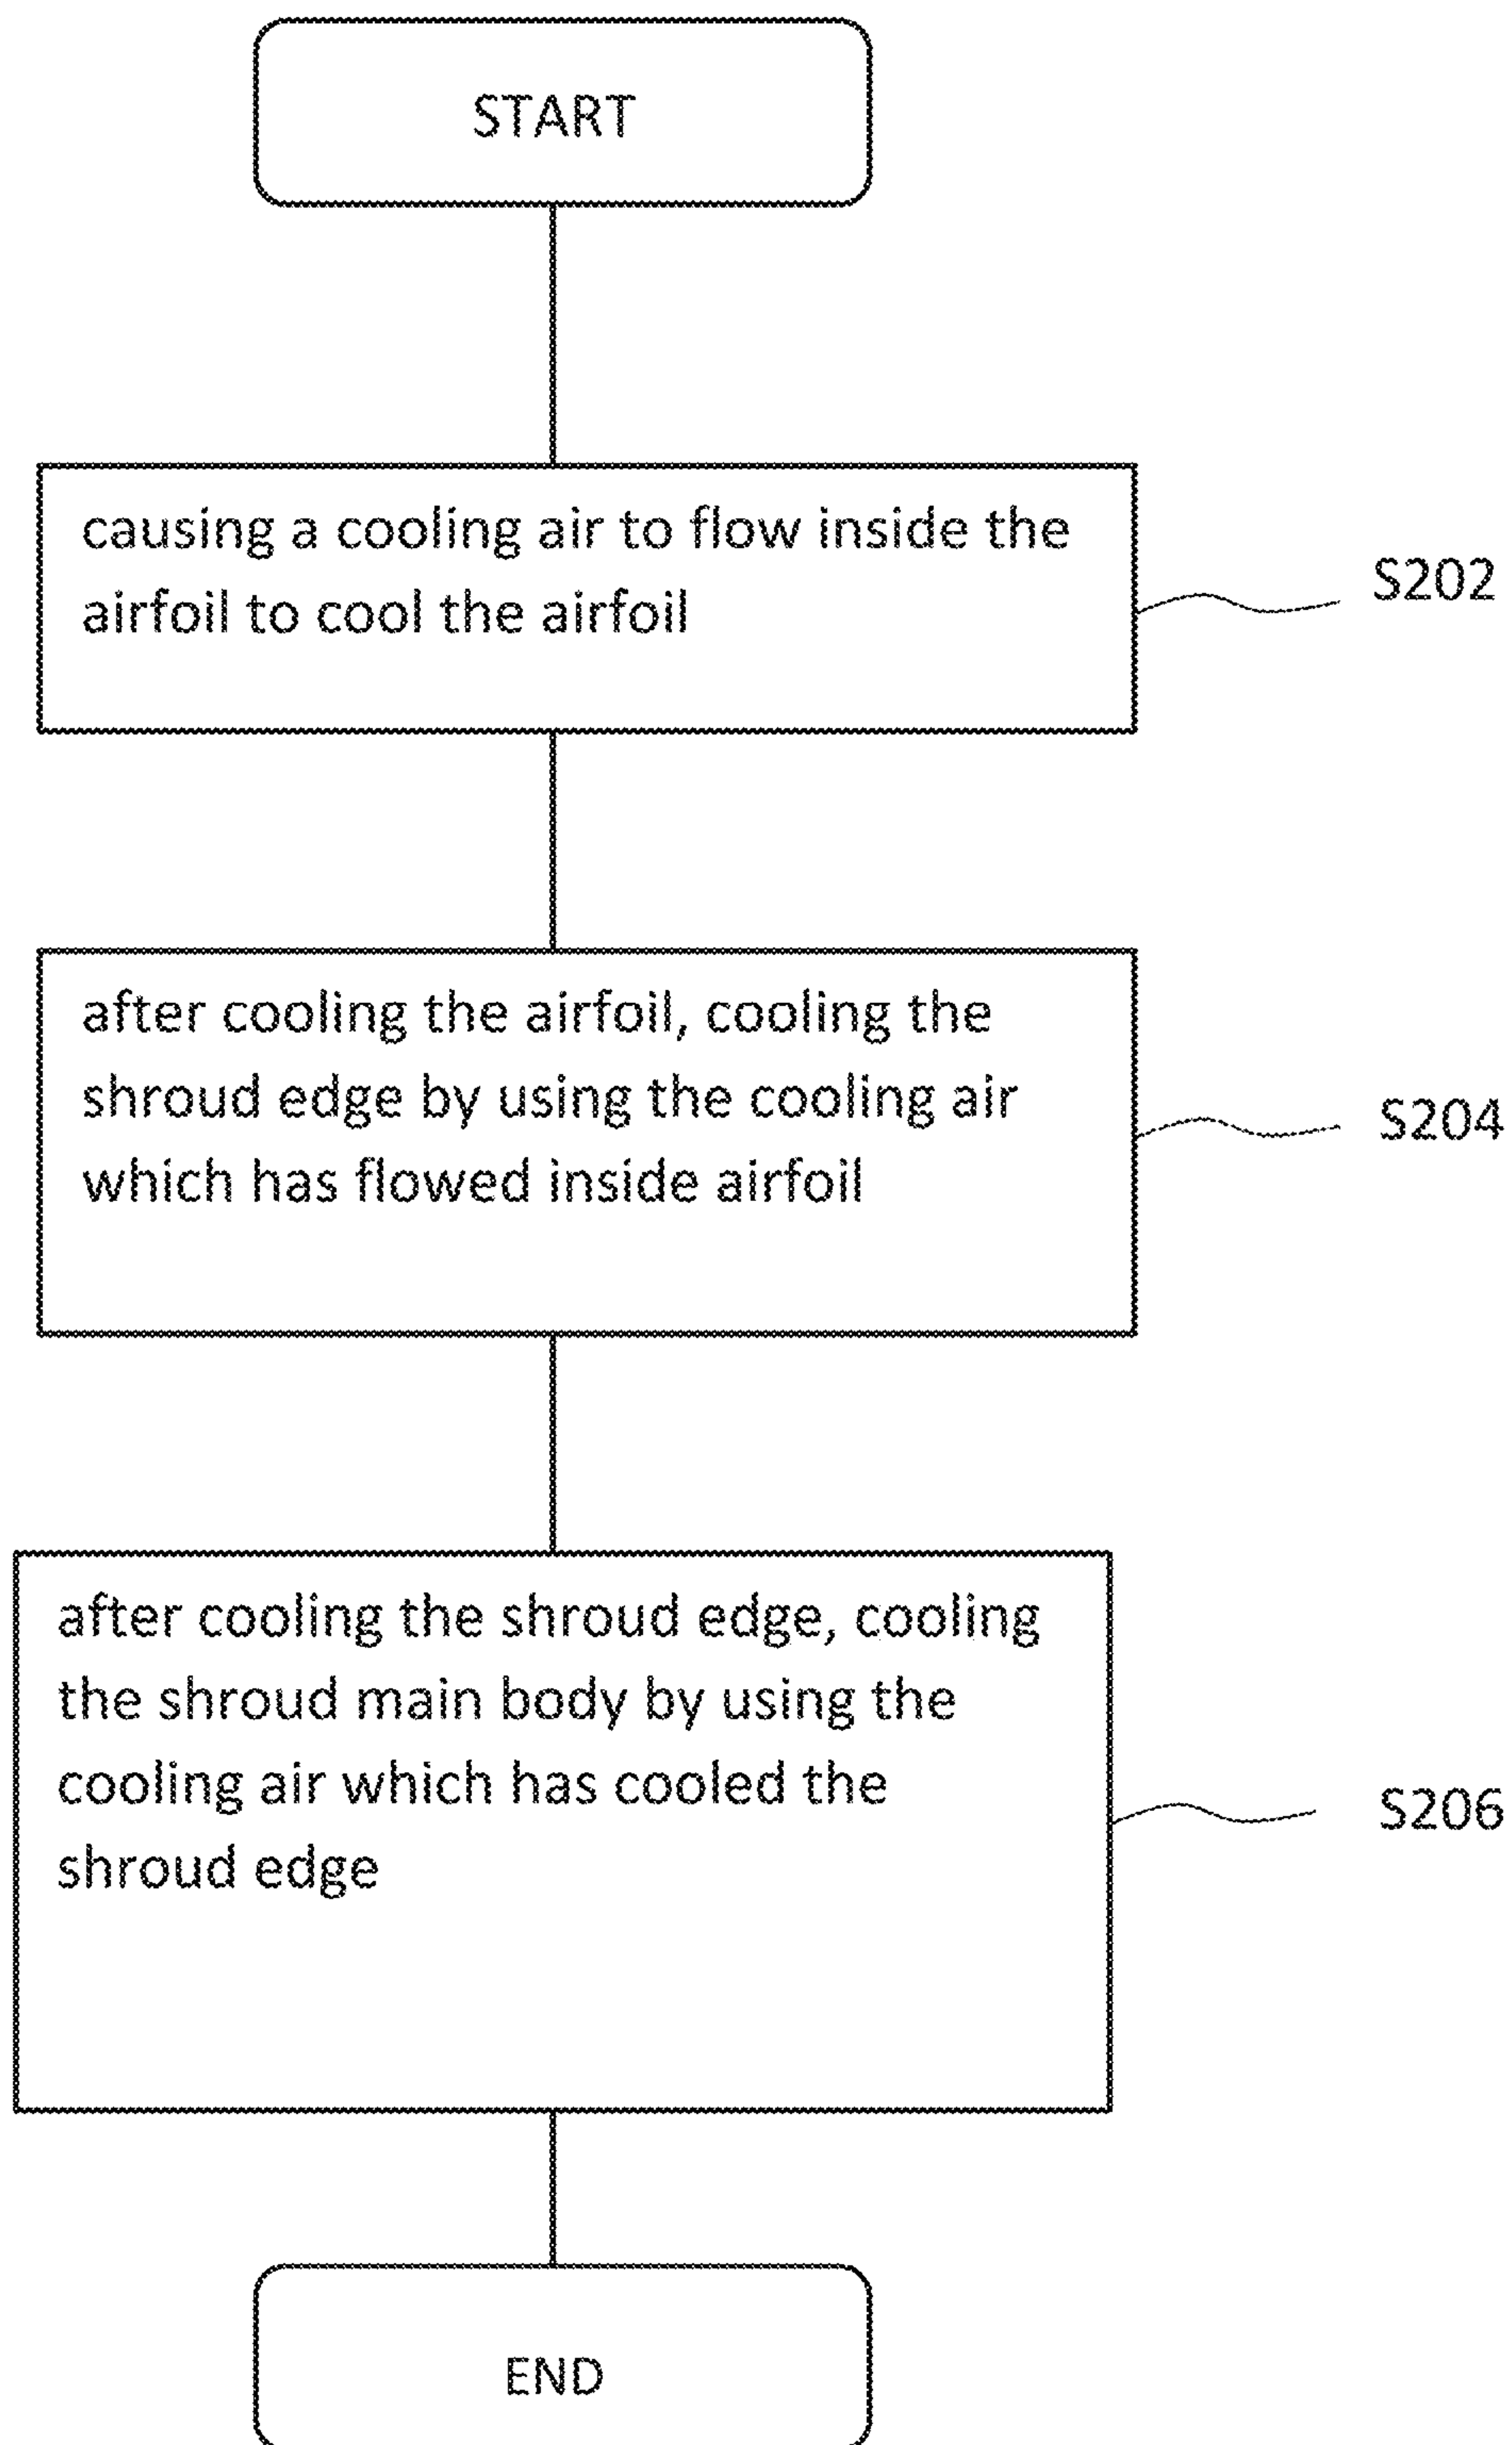 START
causing a cooling air to flow inside the
airfoil to cool the airfoil
S202
after cooling the airfoil, cooling the
shroud edge by using the cooling air
which has flowed inside airfoil
S204
after cooling the shroud edge, cooling
the shroud main body by using the
cooling air which has cooled the
shroud edge
S206
END